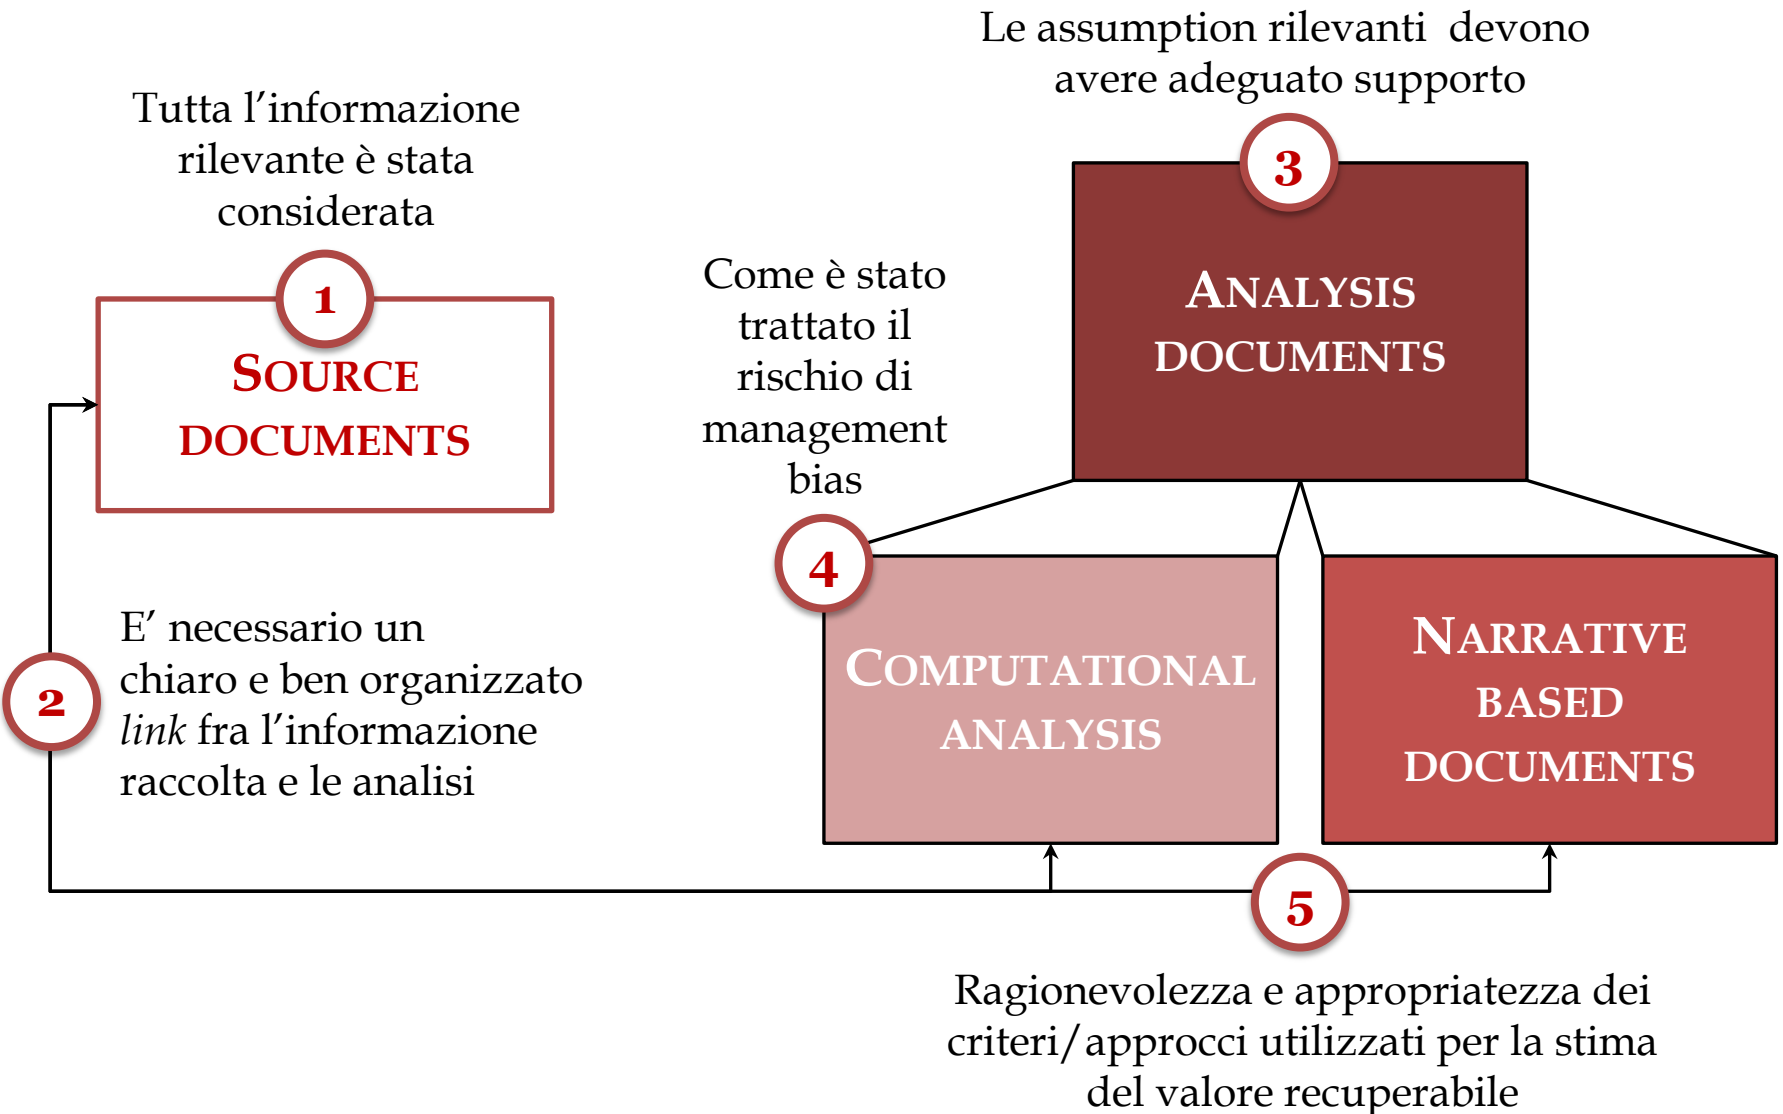 Le assumption rilevanti devono
avere adeguato supporto
3
ANALYSIS
DOCUMENTS
Tutta l’informazione
rilevante è stata
considerata
1
SOURCE
DOCUMENTS
Come è stato
trattato il
rischio di
management
bias
4
COMPUTATIONAL
ANALYSIS
NARRATIVE
BASED
DOCUMENTS
2
E’ necessario un
chiaro e ben organizzato
link fra l’informazione
raccolta e le analisi
5
Ragionevolezza e appropriatezza dei
criteri/approcci utilizzati per la stima
del valore recuperabile